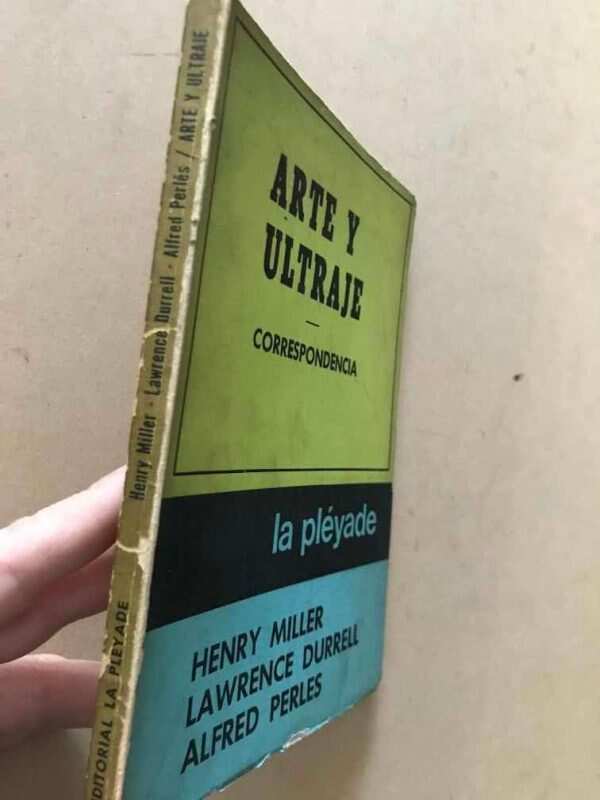 ARTE Y
ULTRAJE
CORRESPONDENCIA
la pléyade
HENRY MILLER
LAWRENCE DURRELL
ALFRED PERLES
Henry Miller - Lawrence Durrell - Alfred Perlés / ARTE Y ULTRAJE
EDITORIAL LA PLEYADE